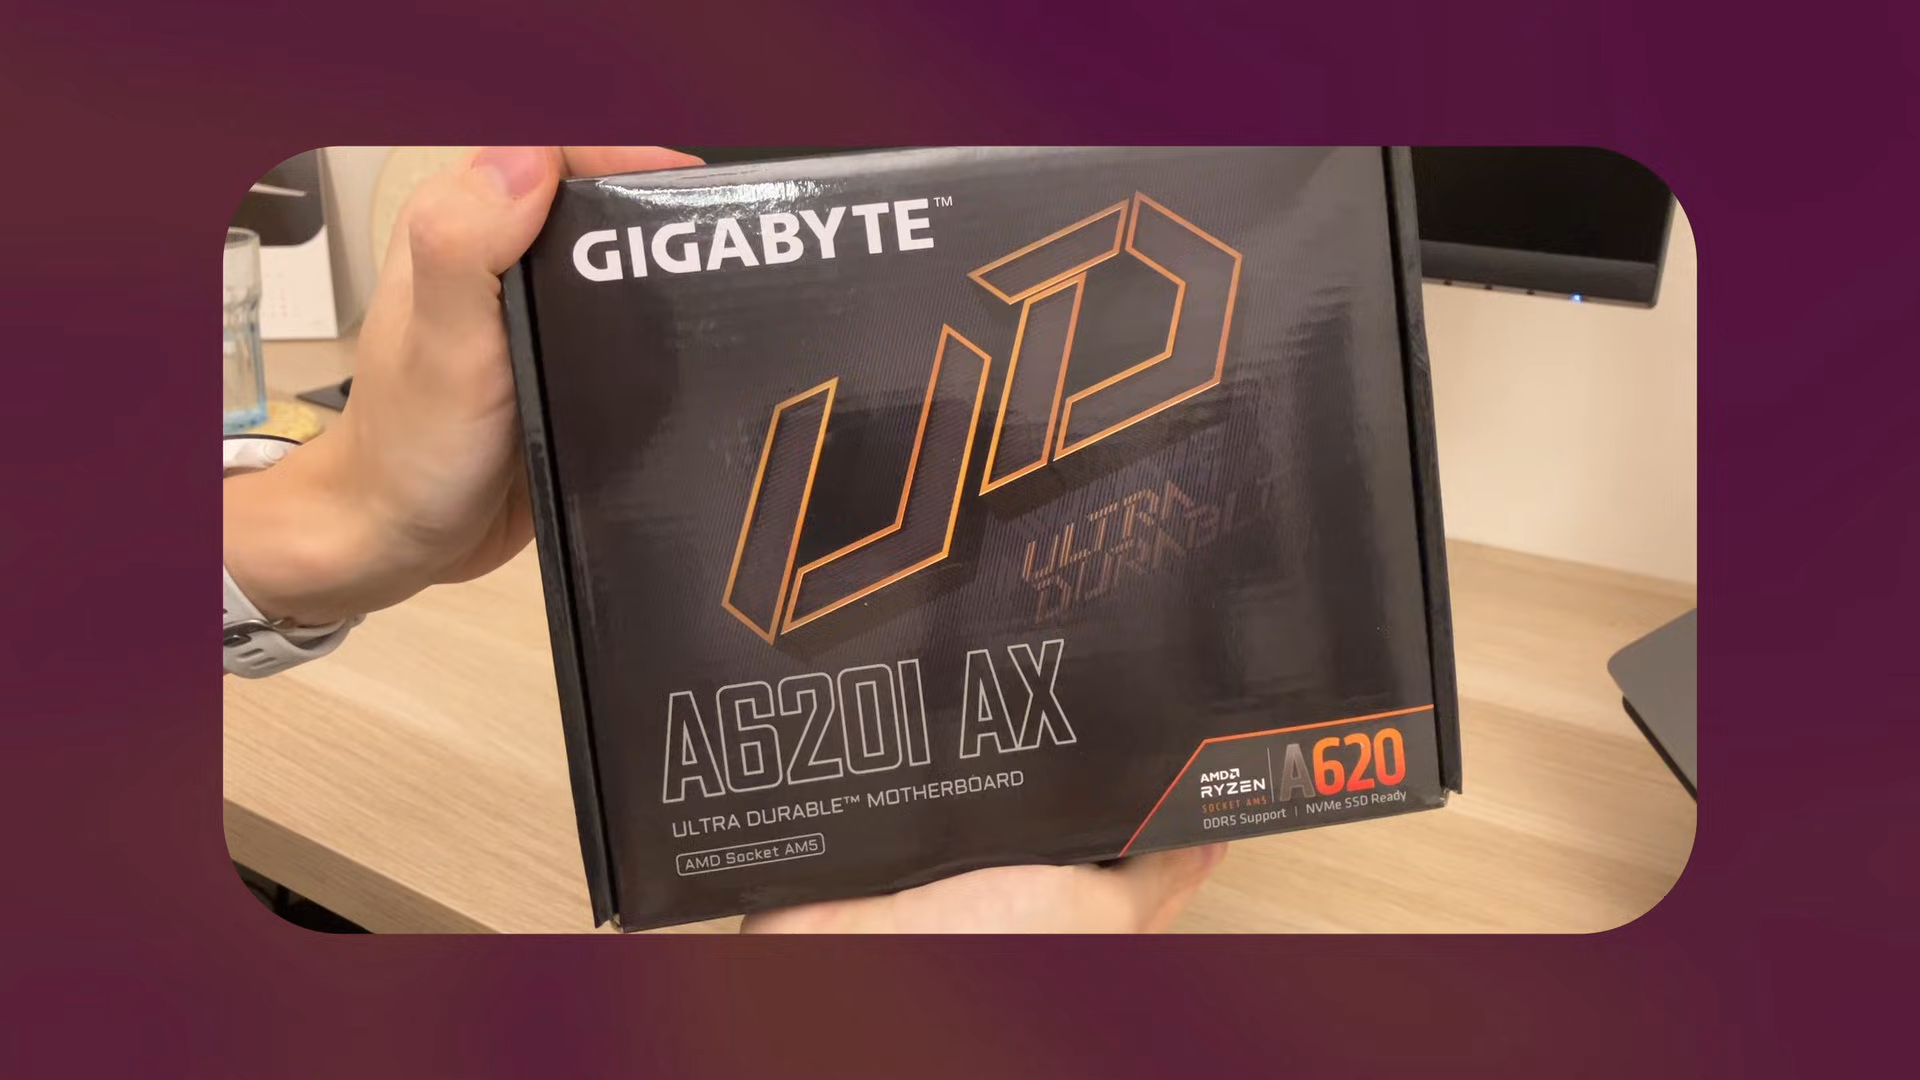 GIGABYTE™
UD
ULTRA
DURABLE
A620I AX
ULTRA DURABLE™ MOTHERBOARD
AMD Socket AM5
AMD
RYZEN
SOCKET AM5
A620
DDR5 Support | NVMe SSD Ready